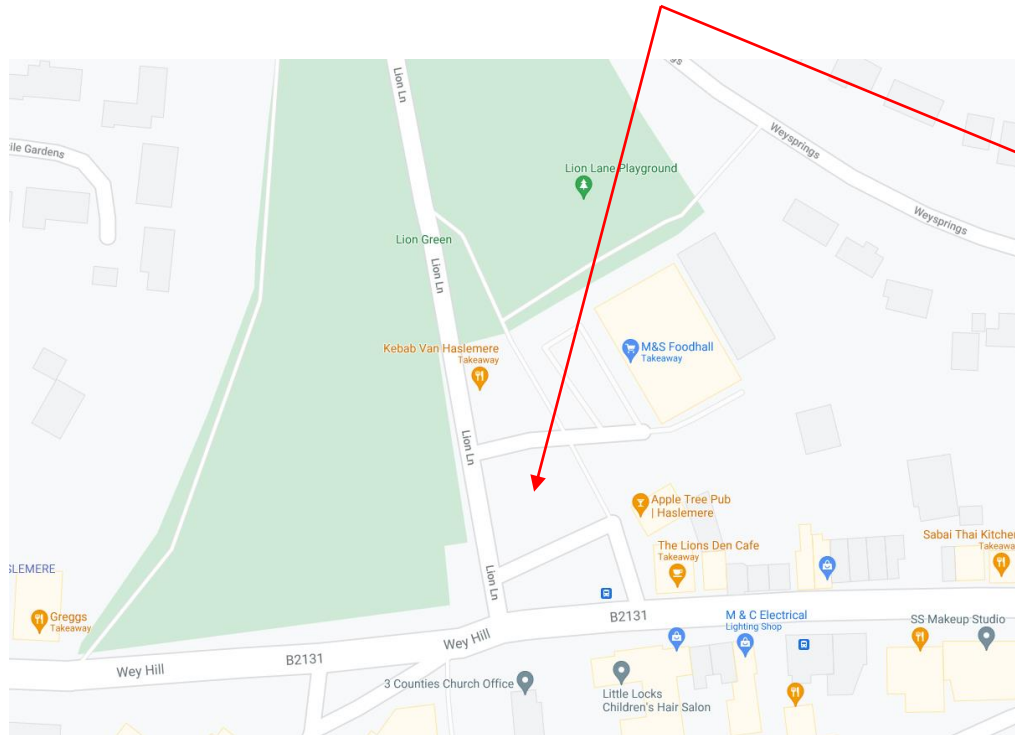 Lion Ln
gs
Weysprings
ile Gardens
Lion Lane Playground
Weysprings
Lion Green
Lion Ln
Kebab Van Haslemere
Takeaway
M&S Foodhall
Takeaway
Lion Ln
Apple Tree Pub
| Haslemere
The Lions Den Cafe
Takeaway
Sabai Thai Kitchen
Takeaway
SLEMERE
Lion Ln
Greggs
Takeaway
B2131
M & C Electrical
Lighting Shop
SS Makeup Studio
Wey Hill
B2131
Wey Hill
3 Counties Church Office
Little Locks
Children's Hair Salon